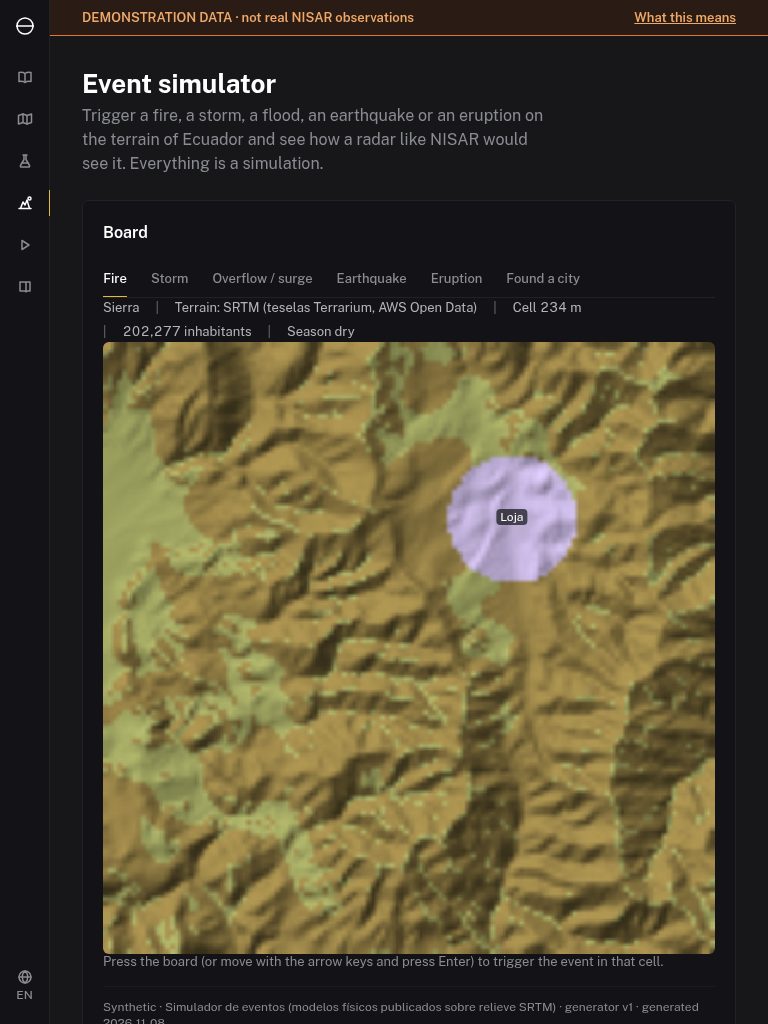 DEMONSTRATION DATA · not real NISAR observations
What this means
Event simulator
Trigger a fire, a storm, a flood, an earthquake or an eruption on
the terrain of Ecuador and see how a radar like NISAR would
see it. Everything is a simulation.
Board
Fire Storm Overflow / surge Earthquake Eruption Found a city
Sierra | Terrain: SRTM (teselas Terrarium, AWS Open Data) | Cell 234 m
| 202,277 inhabitants | Season dry
Loja
Press the board (or move with the arrow keys and press Enter) to trigger the event in that cell.
EN
Synthetic · Simulador de eventos (modelos físicos publicados sobre relieve SRTM) · generator v1 · generated
2026-11-08